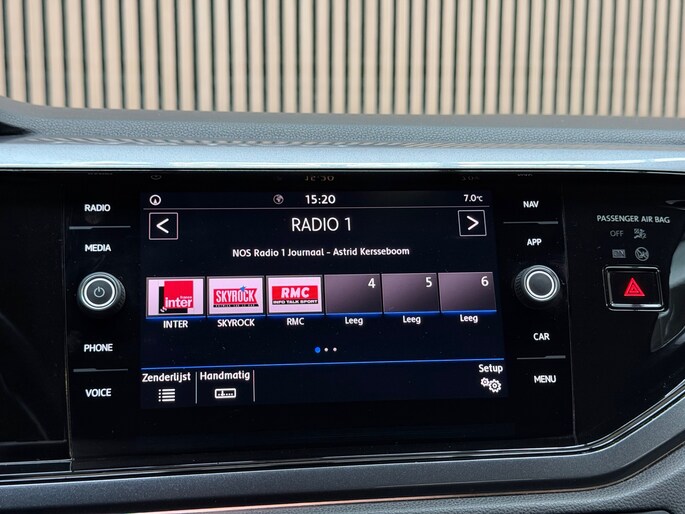 RADIO
MEDIA
PHONE
VOICE
15:20
7.0°C
RADIO 1
NOS Radio 1 Journaal - Astrid Kersseboom
inter
SKYROCK
RMC
INFO TALK SPORT
4
5
6
INTER
SKYROCK
RMC
Leeg
Leeg
Leeg
Zenderlijst
Handmatig
Setup
NAV
APP
CAR
MENU
PASSENGER AIR BAG
OFF